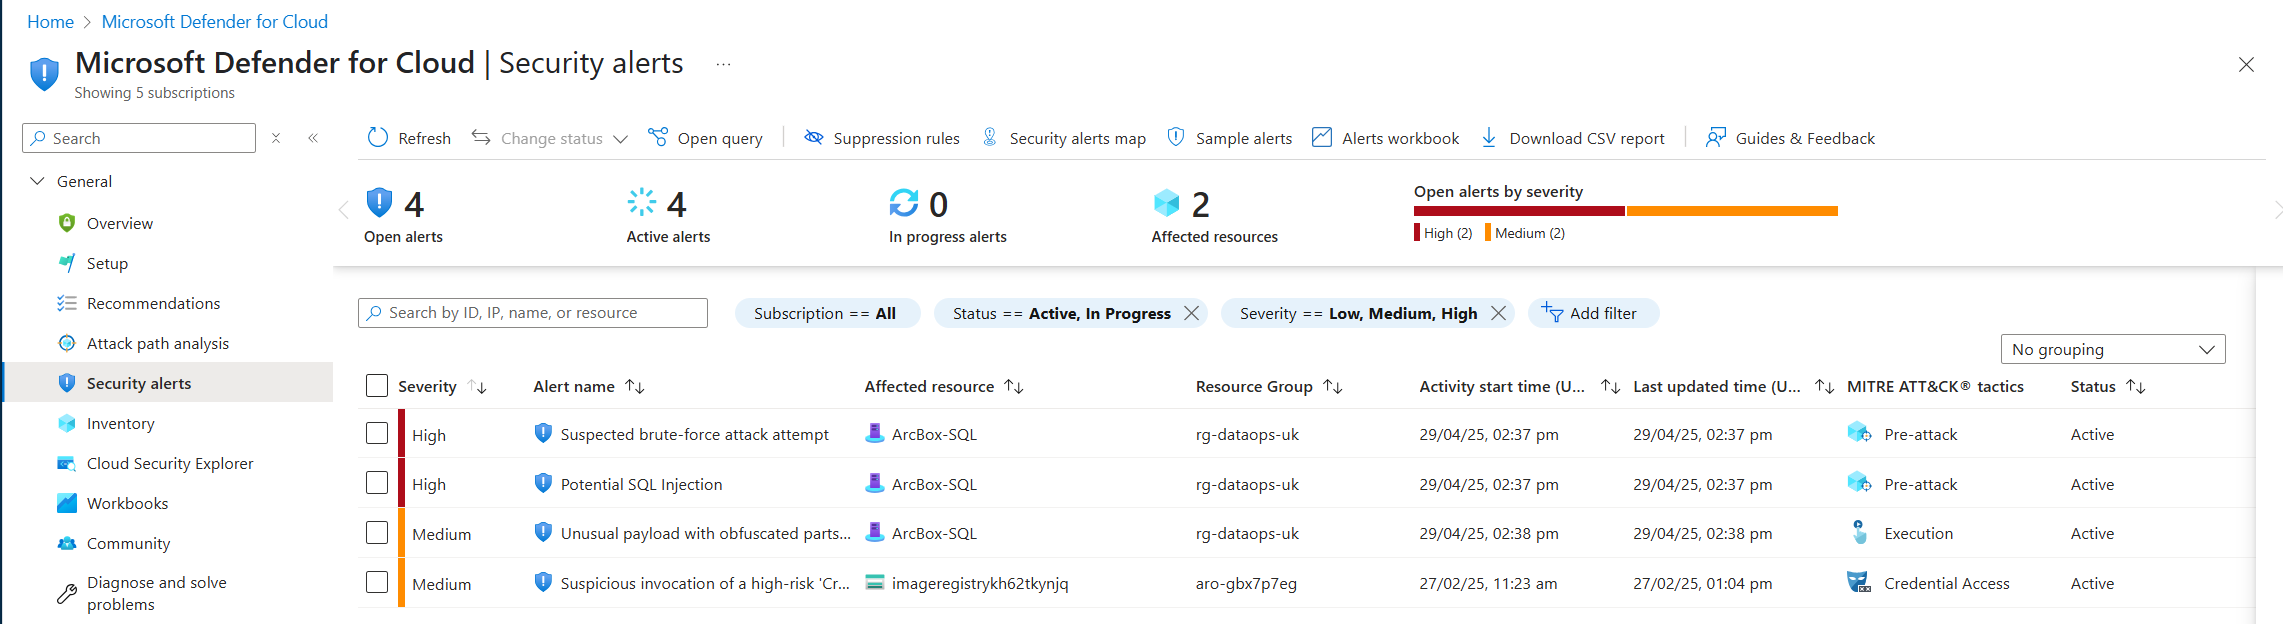 Home > Microsoft Defender for Cloud
Microsoft Defender for Cloud | Security alerts ...
Showing 5 subscriptions
Search
General
Overview
Setup
Recommendations
Attack path analysis
Security alerts
Inventory
Cloud Security Explorer
Workbooks
Community
Diagnose and solve
problems
Refresh Change status Open query Suppression rules Security alerts map Sample alerts Alerts workbook Download CSV report Guides & Feedback
4 4 0 2
Open alerts Active alerts In progress alerts Affected resources
Open alerts by severity
High (2) Medium (2)
Search by ID, IP, name, or resource Subscription == All Status == Active, In Progress Severity == Low, Medium, High Add filter
No grouping
Severity Alert name Affected resource Resource Group Activity start time (U... Last updated time (U... MITRE ATT&CK® tactics Status
High Suspected brute-force attack attempt ArcBox-SQL rg-dataops-uk 29/04/25, 02:37 pm 29/04/25, 02:37 pm Pre-attack Active
High Potential SQL Injection ArcBox-SQL rg-dataops-uk 29/04/25, 02:37 pm 29/04/25, 02:37 pm Pre-attack Active
Medium Unusual payload with obfuscated parts... ArcBox-SQL rg-dataops-uk 29/04/25, 02:38 pm 29/04/25, 02:38 pm Execution Active
Medium Suspicious invocation of a high-risk 'Cr... imageregistrykh62tkynjq aro-gbx7p7eg 27/02/25, 11:23 am 27/02/25, 01:04 pm Credential Access Active